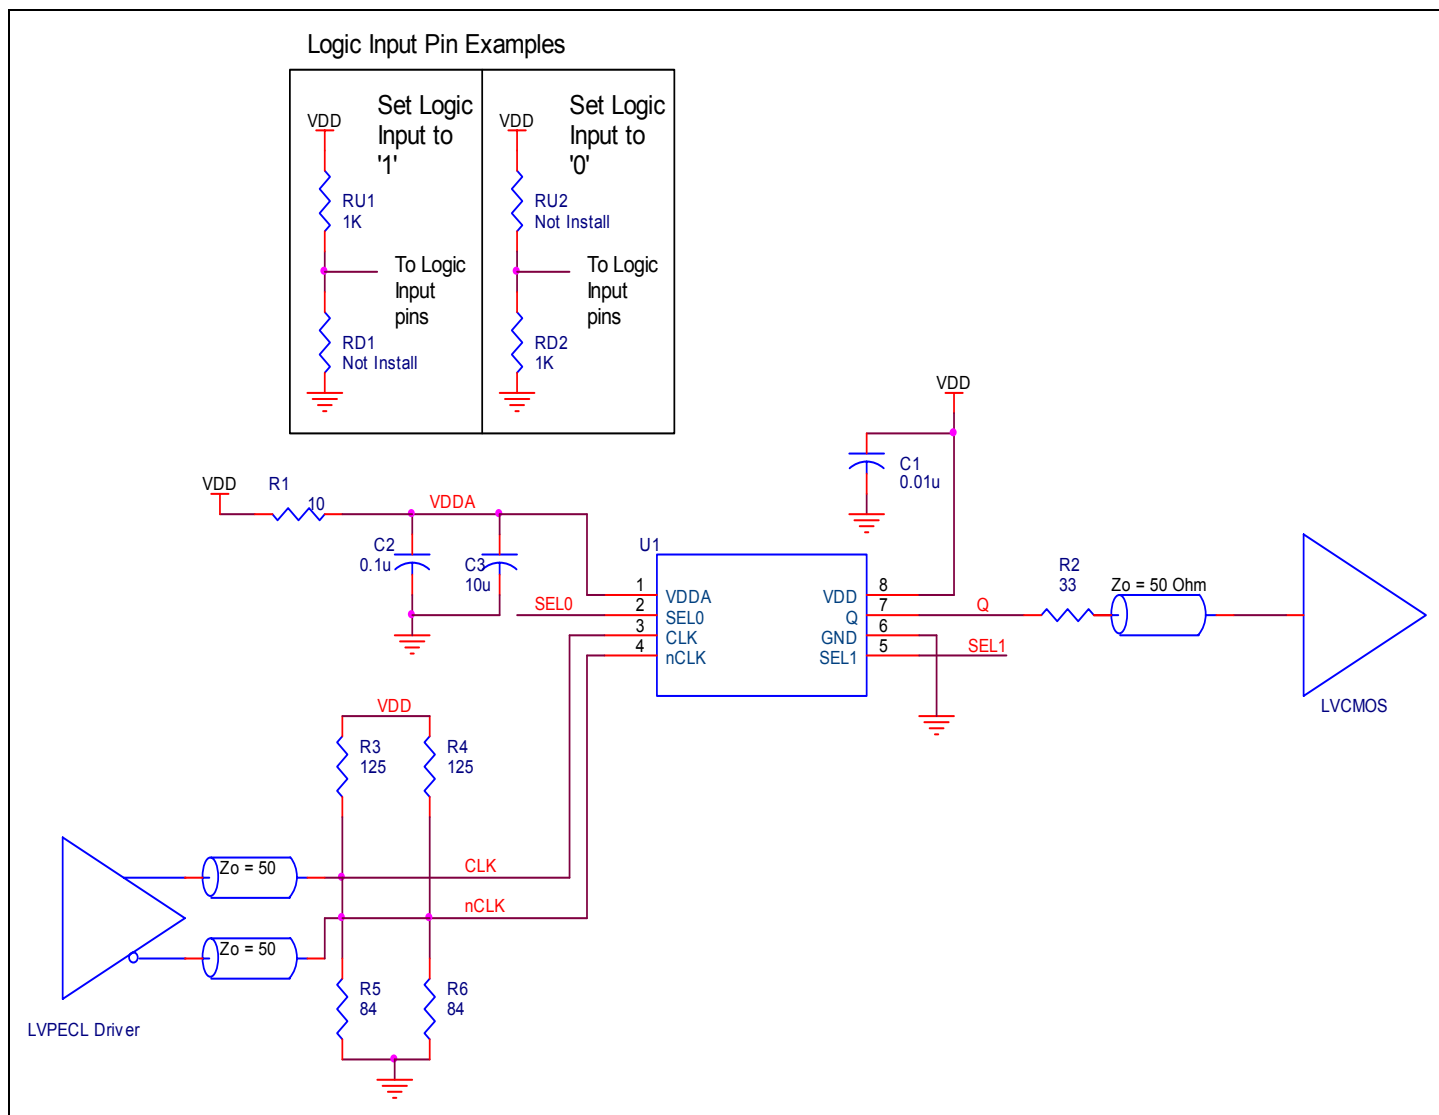 Logic Input Pin Examples
Set Logic
Input to
'1'
VDD
RU1
1K
To Logic
Input
pins
RD1
Not Install
Set Logic
Input to
'0'
VDD
RU2
Not Install
To Logic
Input
pins
RD2
1K
VDD
C1
0.01u
VDD
R1
10
VDDA
C2
0.1u
C3
10u
U1
1
VDDA
SEL0
2
SEL0
3
CLK
4
nCLK
8
VDD
7
Q
6
GND
5
SEL1
Q
SEL1
R2
33
Zo = 50 Ohm
LVCMOS
VDD
R3
125
R4
125
Zo = 50
CLK
nCLK
Zo = 50
R5
84
R6
84
LVPECL Driver